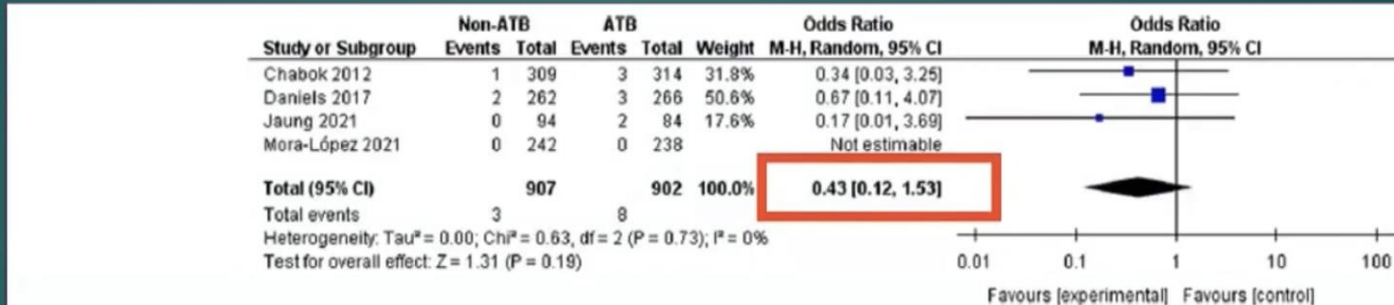 Non-ATB ATB Odds Ratio Odds Ratio
Study or Subgroup Events Total Events Total Weight M-H, Random, 95% CI M-H, Random, 95% CI
Chabok 2012 1 309 3 314 31.8% 0.34 [0.03, 3.25]
Daniels 2017 2 262 3 266 50.6% 0.67 [0.11, 4.07]
Jaung 2021 0 94 2 84 17.6% 0.17 [0.01, 3.69]
Mora-López 2021 0 242 0 238 Not estimable
Total (95% CI) 907 902 100.0% 0.43 [0.12, 1.53]
Total events 3 8
Heterogeneity: Tau² = 0.00; Chi² = 0.63, df = 2 (P = 0.73); I² = 0%
Test for overall effect: Z = 1.31 (P = 0.19)
0.01 0.1 1 10 100
Favours [experimental] Favours [control]